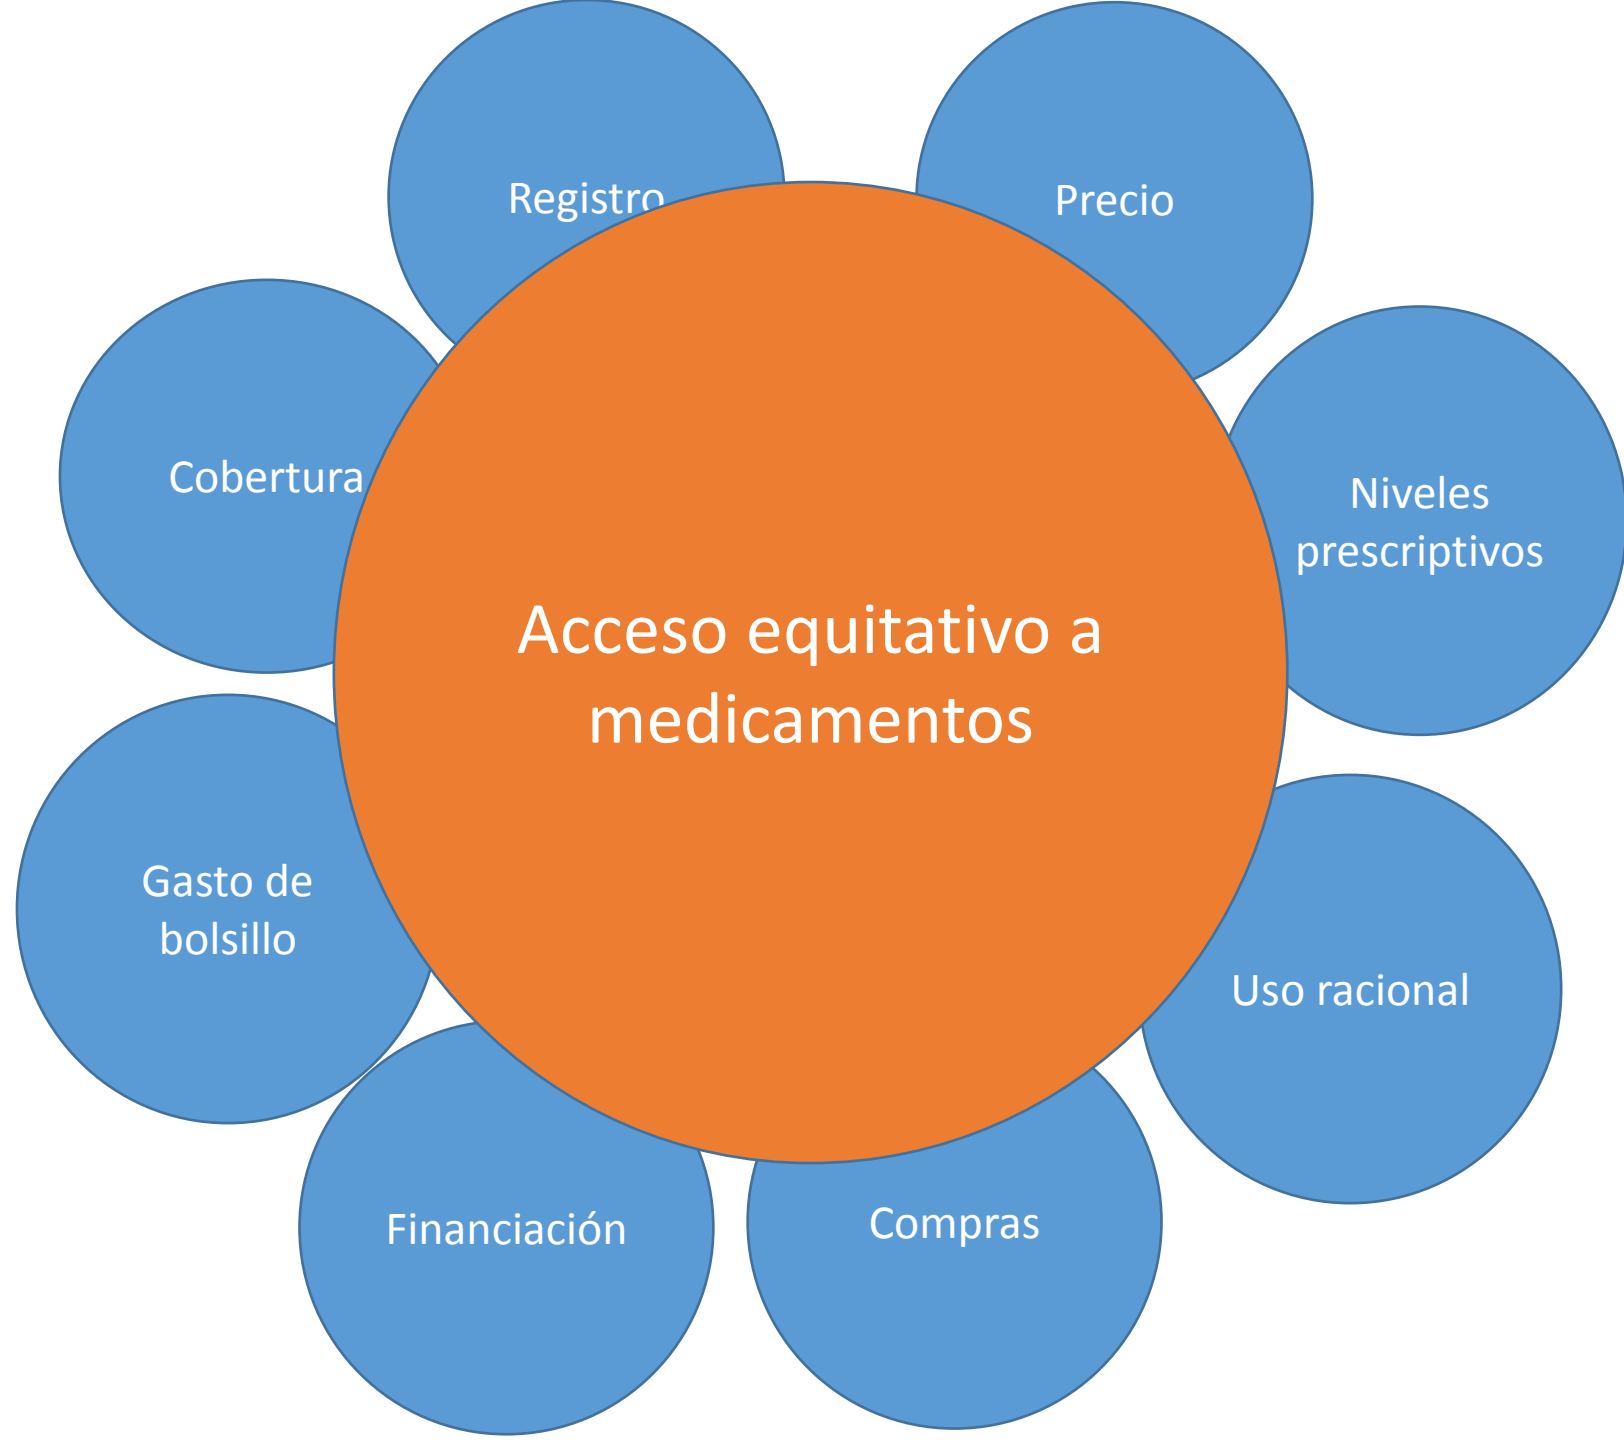 Registro
Precio
Cobertura
Niveles
prescriptivos
Acceso equitativo a
medicamentos
Gasto de
bolsillo
Uso racional
Financiación
Compras